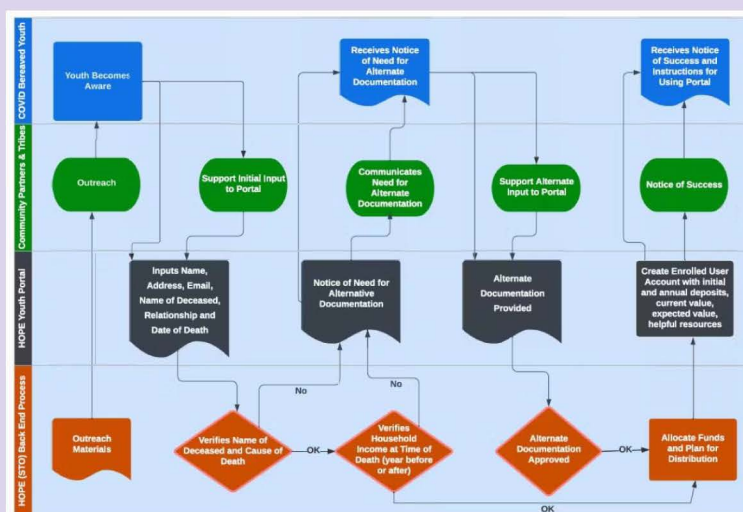 COVID Bereaved Youth
Youth Becomes
Aware
Receives Notice
of Need for
Alternate
Documentation
Receives Notice
of Success and
Instructions for
Using Portal
Community Partners & Tribes
Outreach
Support Initial Input
to Portal
Communicates
Need for
Alternate
Documentation
Support Alternate
Input to Portal
Notice of Success
HOPE Youth Portal
Inputs Name,
Address, Email,
Name of Deceased,
Relationship and
Date of Death
Notice of Need for
Alternative
Documentation
Alternate
Documentation
Provided
Create Enrolled User
Account with initial
and annual deposits,
current value,
expected value,
helpful resources
No
No
HOPE (STO) Back End Process
Outreach
Materials
Verifies Name of
Deceased and Cause of
Death
OK
Verifies
Household
Income at Time of
Death (year before
or after)
Alternate
Documentation
Approved
OK
Allocate Funds
and Plan for
Distribution
OK